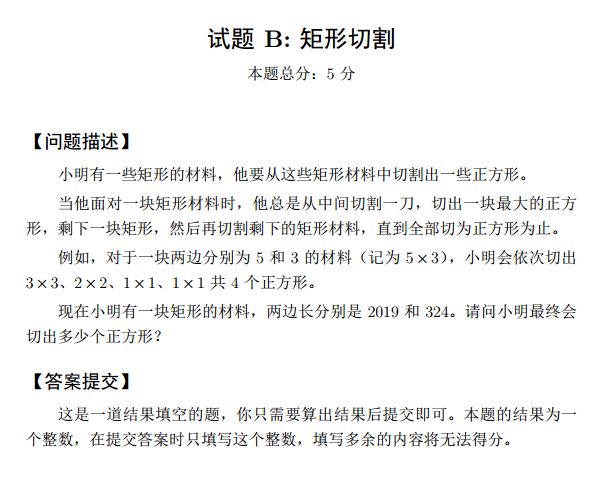 试题 B: 矩形切割
本题总分：5 分
【问题描述】
小明有一些矩形的材料，他要从这些矩形材料中切割出一些正方形。
当他面对一块矩形材料时，他总是从中间切割一刀，切出一块最大的正方
形，剩下一块矩形，然后再切割剩下的矩形材料，直到全部切为正方形为止。
例如，对于一块两边分别为 5 和 3 的材料（记为 5 × 3），小明会依次切出
3 × 3、2 × 2、1 × 1、1 × 1 共 4 个正方形。
现在小明有一块矩形的材料，两边长分别是 2019 和 324。请问小明最终会
切出多少个正方形？
【答案提交】
这是一道结果填空的题，你只需要算出结果后提交即可。本题的结果为一
个整数，在提交答案时只填写这个整数，填写多余的内容将无法得分。